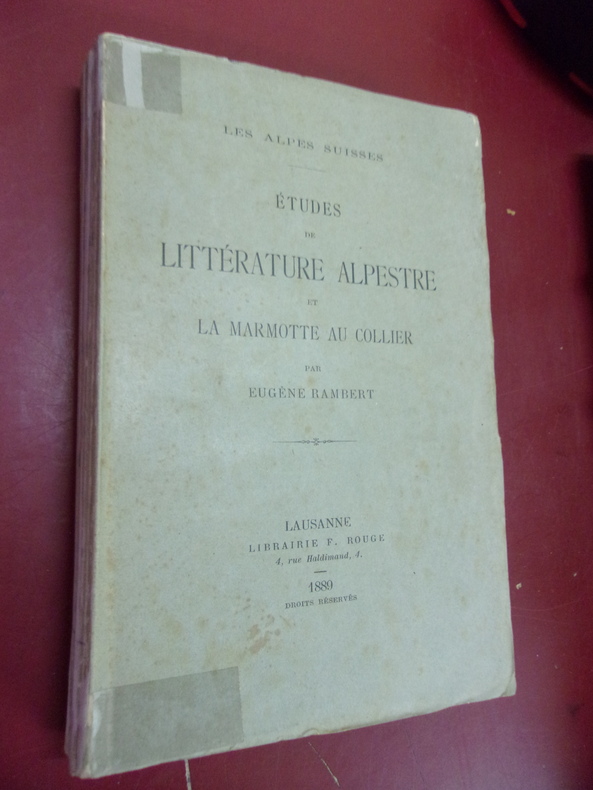 LES ALPES SUISSES
ÉTUDES
DE
LITTÉRATURE ALPESTRE
ET
LA MARMOTTE AU COLLIER
PAR
EUGÈNE RAMBERT
LAUSANNE
LIBRAIRIE F. ROUGE
4, rue Haldimand, 4.
1889
DROITS RÉSERVÉS